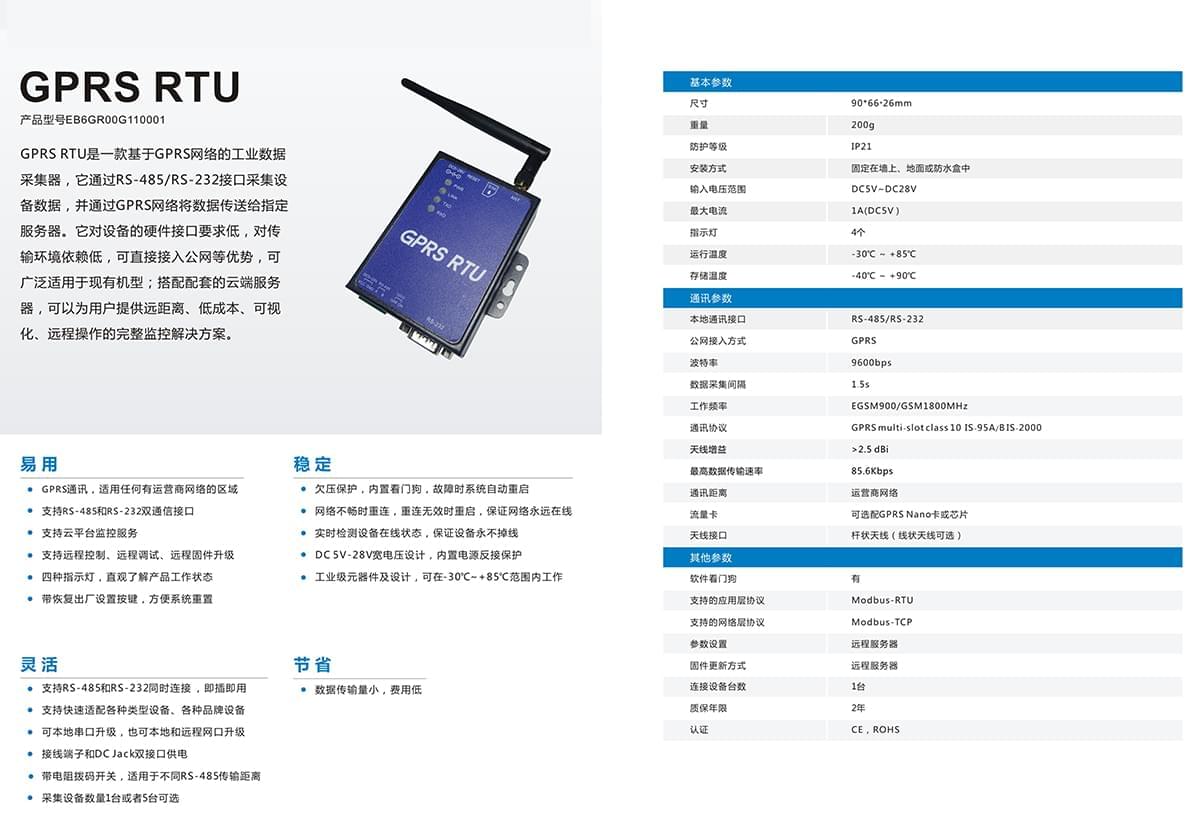 GPRS RTU
产品型号EB6GR00G110001
GPRS RTU是一款基于GPRS网络的工业数据
采集器，它通过RS-485/RS-232接口采集设
备数据，并通过GPRS网络将数据传送给指定
服务器。它对设备的硬件接口要求低，对传
输环境依赖低，可直接接入公网等优势，可
广泛适用于现有机型；搭配配套的云端服务
器，可以为用户提供远距离、低成本、可视
化、远程操作的完整监控解决方案。
RESET
PWR
LINK
TXD
RXD
ANT
GPRS RTU
RS-232
易用
GPRS通讯，适用任何有运营商网络的区域
支持RS-485和RS-232双通信接口
支持云平台监控服务
支持远程控制、远程调试、远程固件升级
四种指示灯，直观了解产品工作状态
带恢复出厂设置按键，方便系统重置
稳定
欠压保护，内置看门狗，故障时系统自动重启
网络不畅时重连，重连无效时重启，保证网络永远在线
实时检测设备在线状态，保证设备永不掉线
DC 5V-28V宽电压设计，内置电源反接保护
工业级元器件及设计，可在-30℃~+85℃范围内工作
灵活
支持RS-485和RS-232同时连接，即插即用
支持快速适配各种类型设备、各种品牌设备
可本地串口升级，也可本地和远程网口升级
接线端子和DC Jack双接口供电
带电阻拨码开关，适用于不同RS-485传输距离
采集设备数量1台或者5台可选
节省
数据传输量小，费用低
基本参数
尺寸 90*66*26mm
重量 200g
防护等级 IP21
安装方式 固定在墙上、地面或防水盒中
输入电压范围 DC5V~DC28V
最大电流 1A(DC5V）
指示灯 4个
运行温度 -30℃ ~ +85℃
存储温度 -40℃ ~ +90℃
通讯参数
本地通讯接口 RS-485/RS-232
公网接入方式 GPRS
波特率 9600bps
数据采集间隔 1.5s
工作频率 EGSM900/GSM1800MHz
通讯协议 GPRS multi-slot class 10 IS-95A/BIS-2000
天线增益 >2.5 dBi
最高数据传输速率 85.6Kbps
通讯距离 运营商网络
流量卡 可选配GPRS Nano卡或芯片
天线接口 杆状天线（线状天线可选）
其他参数
软件看门狗 有
支持的应用层协议 Modbus-RTU
支持的网络层协议 Modbus-TCP
参数设置 远程服务器
固件更新方式 远程服务器
连接设备台数 1台
质保年限 2年
认证 CE，ROHS